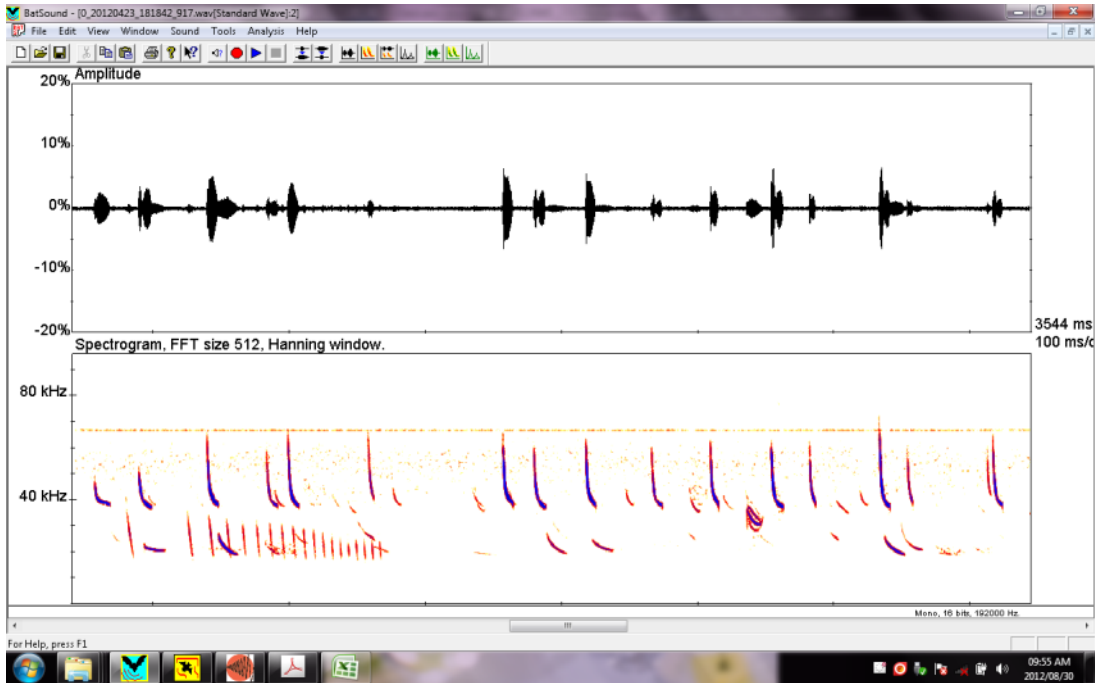 BatSound - [0_20120423_181842_917.wav[Standard Wave]:2]
File Edit View Window Sound Tools Analysis Help
Amplitude
20%
10%
0%
-10%
-20%
3544 ms
100 ms/d
Spectrogram, FFT size 512, Hanning window.
80 kHz
40 kHz
Mono, 16 bits, 192000 Hz.
For Help, press F1
09:55 AM
2012/08/30